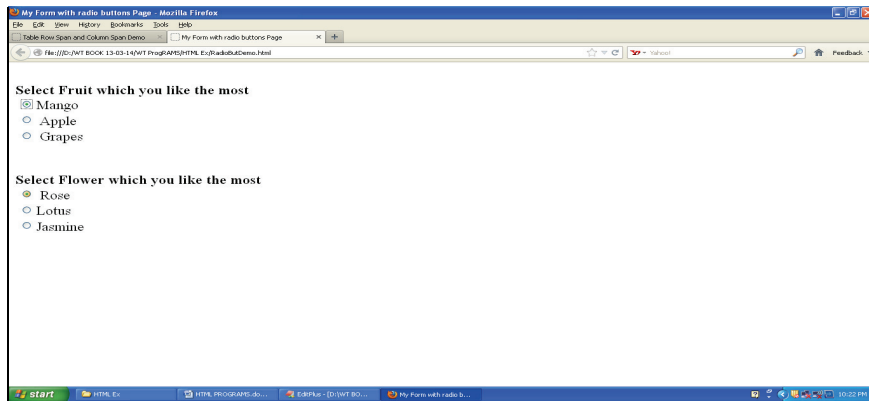 My Form with radio buttons Page - Mozilla Firefox
File Edit View History Bookmarks Tools Help
Table Row Span and Column Span Demo
My Form with radio buttons Page
file:///D:/WT BOOK 13-03-14/WT ProgRAMS/HTML Ex/RadioButDemo.html
Yahoo!
Feedback
Select Fruit which you like the most
Mango
Apple
Grapes
Select Flower which you like the most
Rose
Lotus
Jasmine
start
HTML Ex
HTML PROGRAMS.do...
EditPlus - [D:\WT BO...
My Form with radio b...
10:22 PM